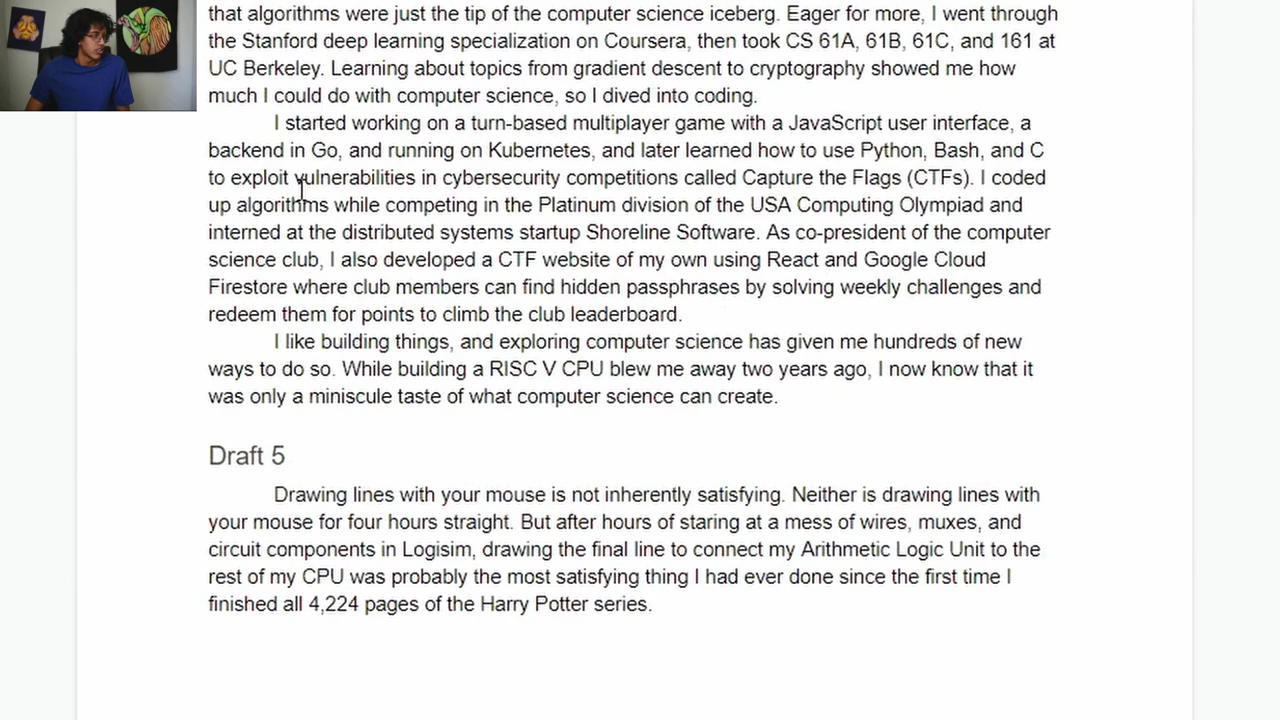 that algorithms were just the tip of the computer science iceberg. Eager for more, I went through
the Stanford deep learning specialization on Coursera, then took CS 61A, 61B, 61C, and 161 at
UC Berkeley. Learning about topics from gradient descent to cryptography showed me how
much I could do with computer science, so I dived into coding.
I started working on a turn-based multiplayer game with a JavaScript user interface, a
backend in Go, and running on Kubernetes, and later learned how to use Python, Bash, and C
to exploit vulnerabilities in cybersecurity competitions called Capture the Flags (CTFs). I coded
up algorithms while competing in the Platinum division of the USA Computing Olympiad and
interned at the distributed systems startup Shoreline Software. As co-president of the computer
science club, I also developed a CTF website of my own using React and Google Cloud
Firestore where club members can find hidden passphrases by solving weekly challenges and
redeem them for points to climb the club leaderboard.
I like building things, and exploring computer science has given me hundreds of new
ways to do so. While building a RISC V CPU blew me away two years ago, I now know that it
was only a miniscule taste of what computer science can create.
Draft 5
Drawing lines with your mouse is not inherently satisfying. Neither is drawing lines with
your mouse for four hours straight. But after hours of staring at a mess of wires, muxes, and
circuit components in Logisim, drawing the final line to connect my Arithmetic Logic Unit to the
rest of my CPU was probably the most satisfying thing I had ever done since the first time I
finished all 4,224 pages of the Harry Potter series.